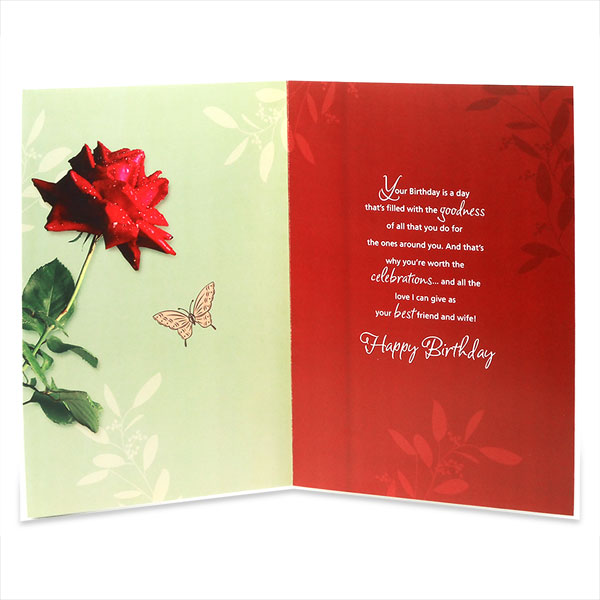 Your Birthday is a day
that's filled with the goodness
of all that you do for
the ones around you. And that's
why you're worth the
celebrations... and all the
love I can give as
your best friend and wife!
Happy Birthday